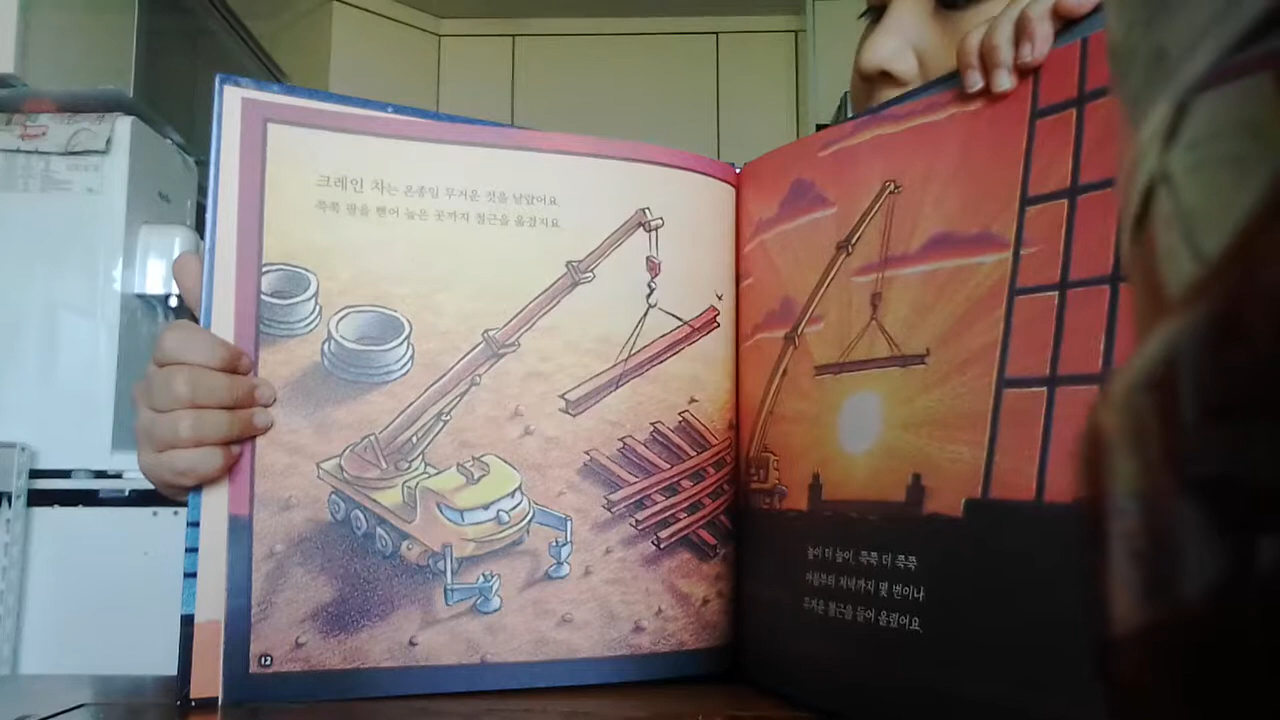 크레인 차는 온종일 무거운 것을 날랐어요.
쭉쭉 팔을 뻗어 높은 곳까지 철근을 옮겼지요.
높이 더 높이, 쭉쭉 더 쭉쭉
아침부터 저녁까지 몇 번이나
무거운 철근을 들어 올렸어요.
12